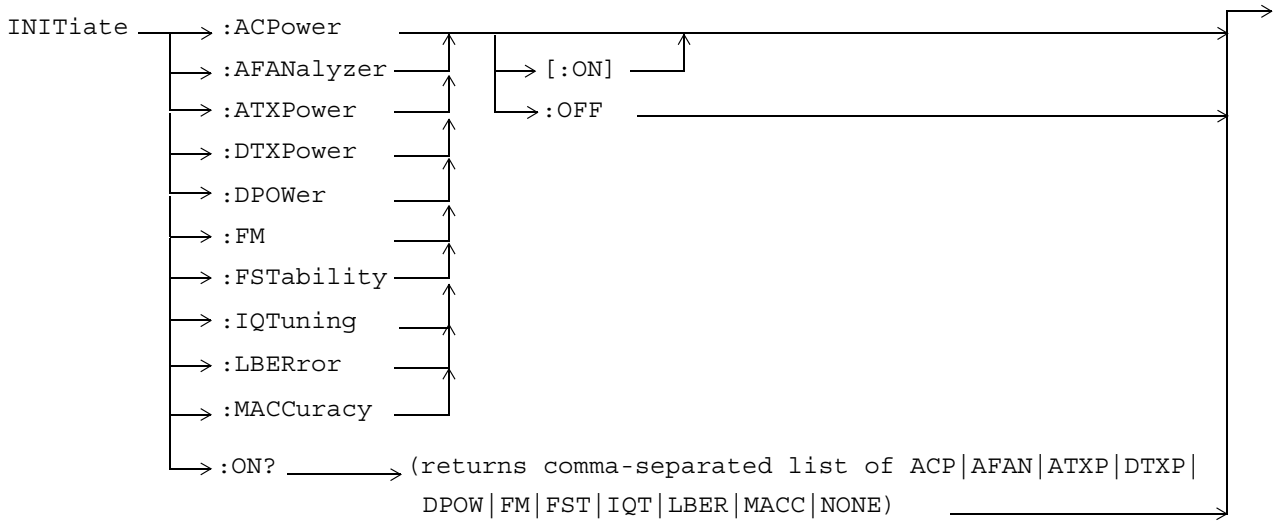 INITiate :ACPower
[:ON]
:AFANalyzer
:ATXPower
:OFF
:DTXPower
:DPOWer
:FM
:FSTability
:IQTuning
:LBERror
:MACCuracy
:ON? (returns comma-separated list of ACP|AFAN|ATXP|DTXP|
DPOW|FM|FST|IQT|LBER|MACC|NONE)